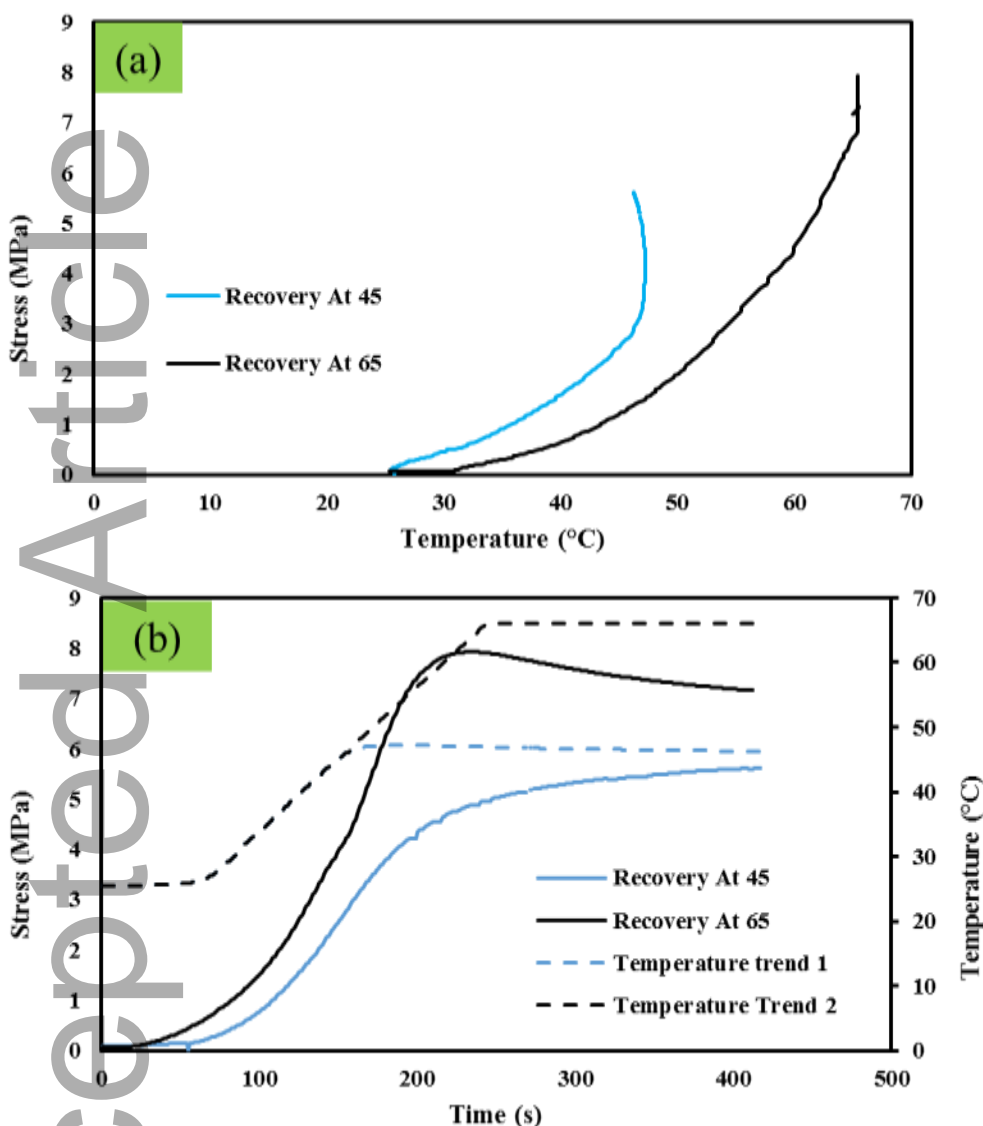 (a)
9
8
7
6
5
4
3
2
1
0
Stress (MPa)
Recovery At 45
Recovery At 65
0 10 20 30 40 50 60 70
Temperature (°C)
(b)
9
8
7
6
5
4
3
2
1
0
Stress (MPa)
70
60
50
40
30
20
10
0
Temperature (°C)
Recovery At 45
Recovery At 65
Temperature trend 1
Temperature Trend 2
0 100 200 300 400 500
Time (s)
cepted Article